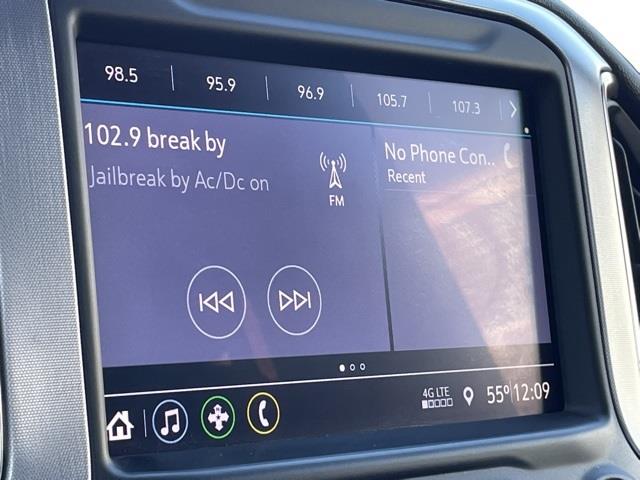 98.5 95.9 96.9 105.7 107.3
102.9 break by
Jailbreak by Ac/Dc on
FM
No Phone Con..
Recent
4G LTE
55° 12:09